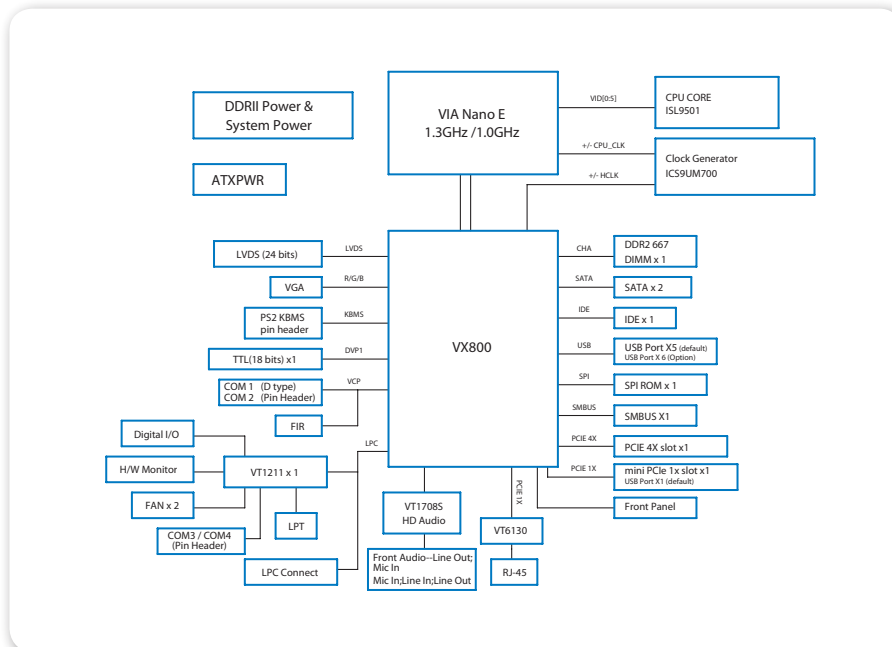 DDRII Power &
System Power
ATXPWR
VIA Nano E
1.3GHz /1.0GHz
VID[0:5]
CPU CORE
ISL9501
+/- CPU_CLK
Clock Generator
ICS9UM700
+/- HCLK
VX800
LVDS (24 bits)
LVDS
VGA
R/G/B
PS2 KBMS
pin header
KBMS
TTL(18 bits) x1
DVP1
COM 1 (D type)
COM 2 (Pin Header)
VCP
FIR
LPC
Digital I/O
H/W Monitor
FAN x 2
COM3 / COM4
(Pin Header)
VT1211 x 1
LPT
LPC Connect
CHA
DDR2 667
DIMM x 1
SATA
SATA x 2
IDE
IDE x 1
USB
USB Port X5 (default)
USB Port X 6 (Option)
SPI
SPI ROM x 1
SMBUS
SMBUS X1
PCIE 4X
PCIE 4X slot x1
PCIE 1X
mini PCIe 1x slot x1
USB Port X1 (default)
Front Panel
VT1708S
HD Audio
Front Audio--Line Out;
Mic In
Mic In;Line In;Line Out
PCIE 1X
VT6130
RJ-45